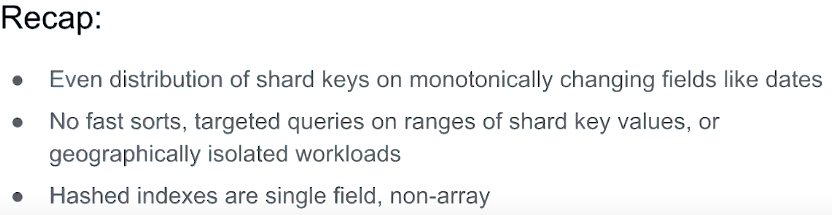 Recap:
● Even distribution of shard keys on monotonically changing fields like dates
● No fast sorts, targeted queries on ranges of shard key values, or
geographically isolated workloads
● Hashed indexes are single field, non-array